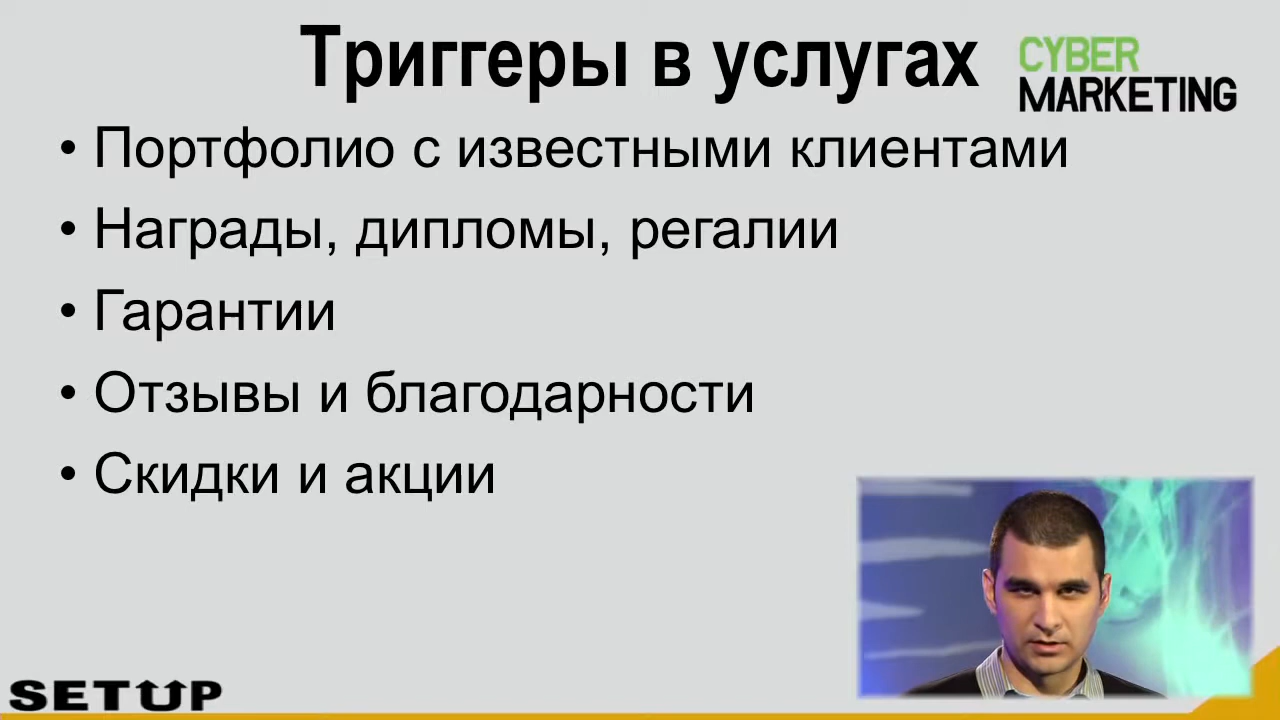 Триггеры в услугах
CYBER
MARKETING
• Портфолио с известными клиентами
• Награды, дипломы, регалии
• Гарантии
• Отзывы и благодарности
• Скидки и акции
SETUP